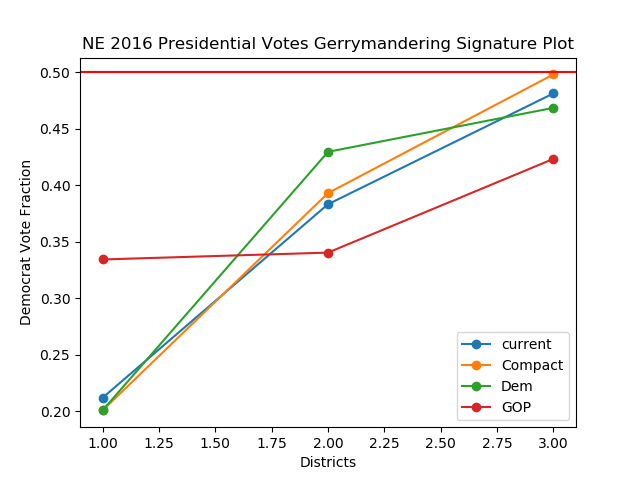 NE 2016 Presidential Votes Gerrymandering Signature Plot
Democrat Vote Fraction
0.50
0.45
0.40
0.35
0.30
0.25
0.20
current
Compact
Dem
GOP
1.00 1.25 1.50 1.75 2.00 2.25 2.50 2.75 3.00
Districts